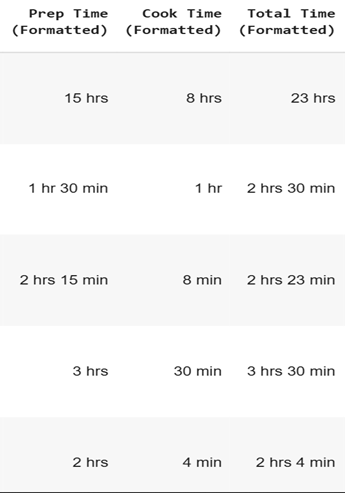 Prep Time Cook Time Total Time
(Formatted) (Formatted) (Formatted)
15 hrs 8 hrs 23 hrs
1 hr 30 min 1 hr 2 hrs 30 min
2 hrs 15 min 8 min 2 hrs 23 min
3 hrs 30 min 3 hrs 30 min
2 hrs 4 min 2 hrs 4 min